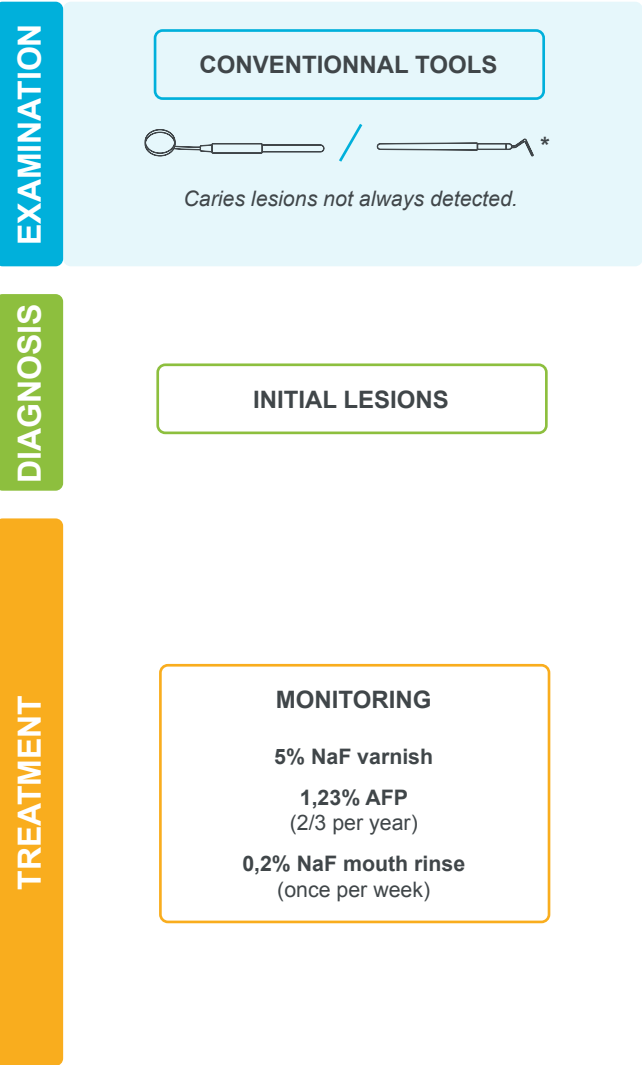 EXAMINATION
CONVENTIONNAL TOOLS
*
Caries lesions not always detected.
DIAGNOSIS
INITIAL LESIONS
TREATMENT
MONITORING
5% NaF varnish
1,23% AFP
(2/3 per year)
0,2% NaF mouth rinse
(once per week)